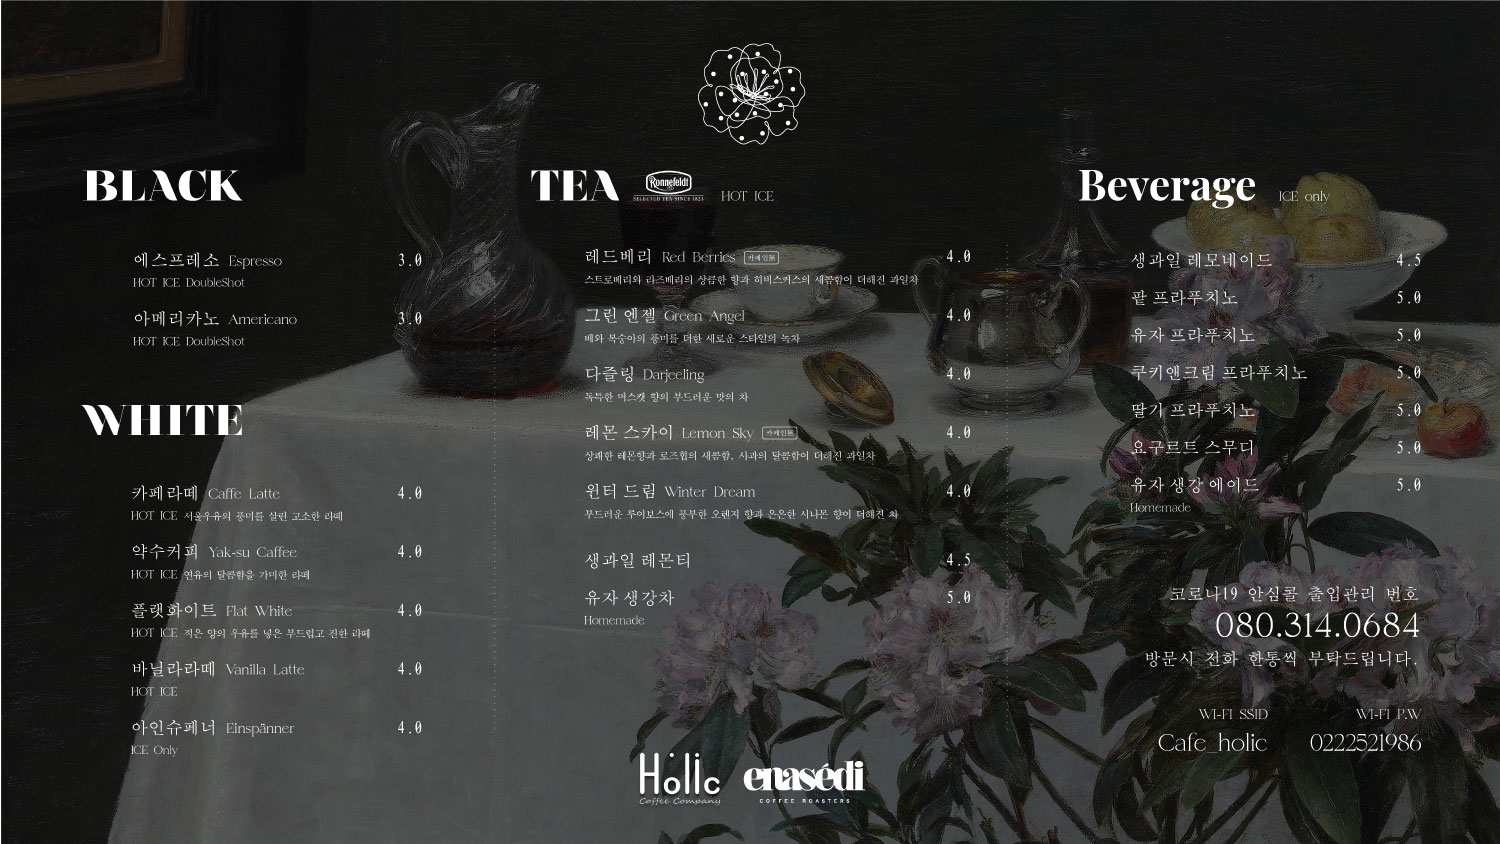 BLACK
에스프레소 Espresso 3.0
HOT ICE DoubleShot
아메리카노 Americano 3.0
HOT ICE DoubleShot
WHITE
카페라떼 Caffe Latte 4.0
HOT ICE 서울우유의 풍미를 살린 고소한 라떼
약수커피 Yak-su Caffee 4.0
HOT ICE 연유의 달콤함을 가미한 라떼
플랫화이트 Flat White 4.0
HOT ICE 적은 양의 우유를 넣은 부드럽고 진한 라떼
바닐라라떼 Vanilla Latte 4.0
HOT ICE
아인슈페너 Einspänner 4.0
ICE Only
TEA Ronnefeldt HOT ICE
SELECTED TEA SINCE 1823
레드베리 Red Berries 카페인無 4.0
스트로베리와 라즈베리의 상큼한 향과 히비스커스의 새콤함이 더해진 과일차
그린 엔젤 Green Angel 4.0
배와 복숭아의 풍미를 더한 새로운 스타일의 녹차
다즐링 Darjeeling 4.0
독특한 머스캣 향의 부드러운 맛의 차
레몬 스카이 Lemon Sky 카페인無 4.0
상쾌한 레몬향과 로즈힙의 새콤함, 사과의 달콤함이 더해진 과일차
윈터 드림 Winter Dream 4.0
부드러운 루이보스에 풍부한 오렌지 향과 은은한 시나몬 향이 더해진 차
생과일 레몬티 4.5
유자 생강차 5.0
Homemade
Beverage ICE only
생과일 레모네이드 4.5
팥 프라푸치노 5.0
유자 프라푸치노 5.0
쿠키앤크림 프라푸치노 5.0
딸기 프라푸치노 5.0
요구르트 스무디 5.0
유자 생강 에이드 5.0
Homemade
코로나19 안심콜 출입관리 번호
080.314.0684
방문시 전화 한통씩 부탁드립니다.
WI-FI SSID WI-FI P.W
Cafe_holic 0222521986
Hollc enasédi
Coffee Company COFFEE ROASTERS